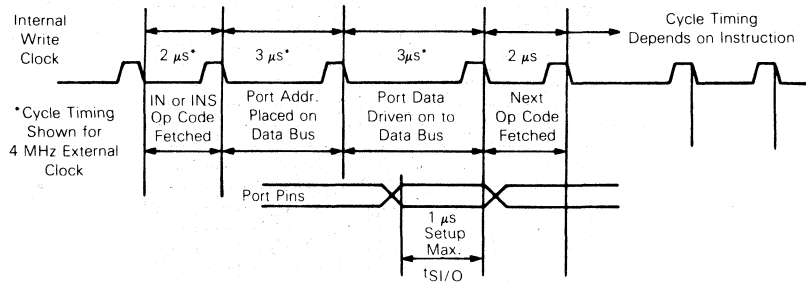 Internal
Write
Clock
2 μs*
3 μs*
3μs*
2 μs
Cycle Timing
Depends on Instruction
*Cycle Timing
Shown for
4 MHz External
Clock
IN or INS
Op Code
Fetched
Port Addr.
Placed on
Data Bus
Port Data
Driven on to
Data Bus
Next
Op Code
Fetched
Port Pins
1 μs
Setup
Max.
tSI/O